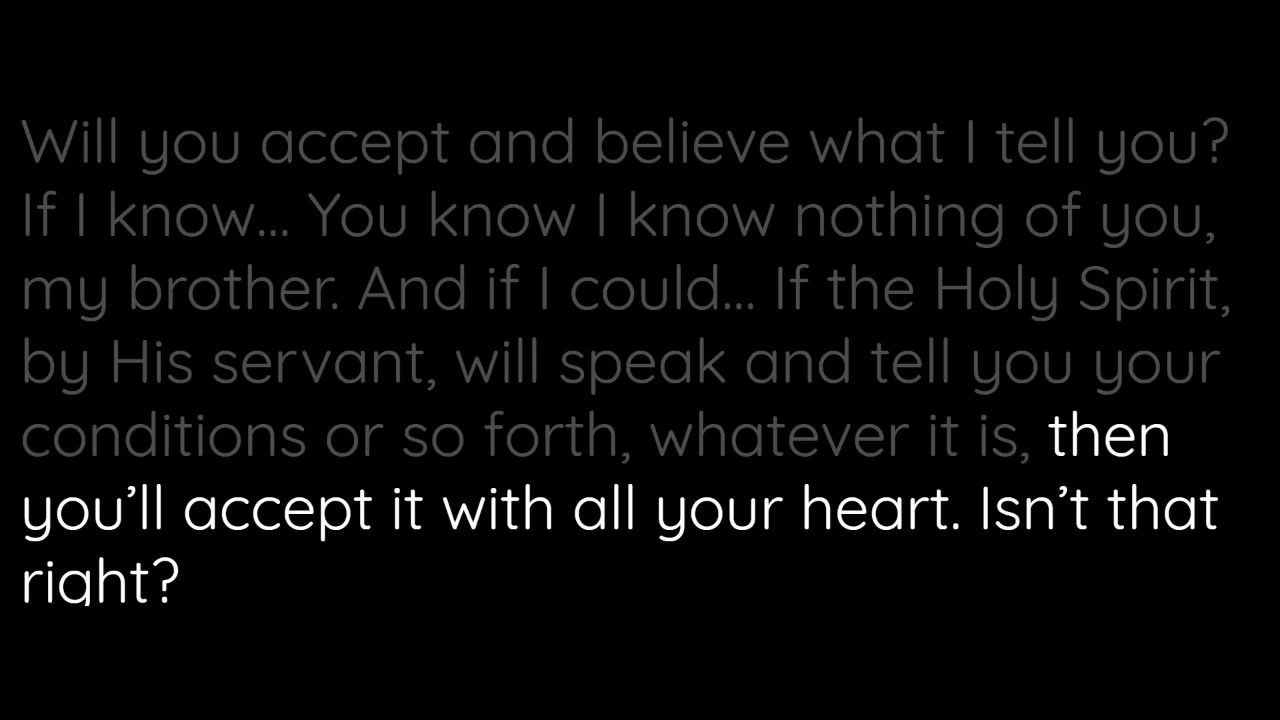 Will you accept and believe what I tell you?
If I know... You know I know nothing of you,
my brother. And if I could... If the Holy Spirit,
by His servant, will speak and tell you your
conditions or so forth, whatever it is, then
you’ll accept it with all your heart. Isn’t that
right?